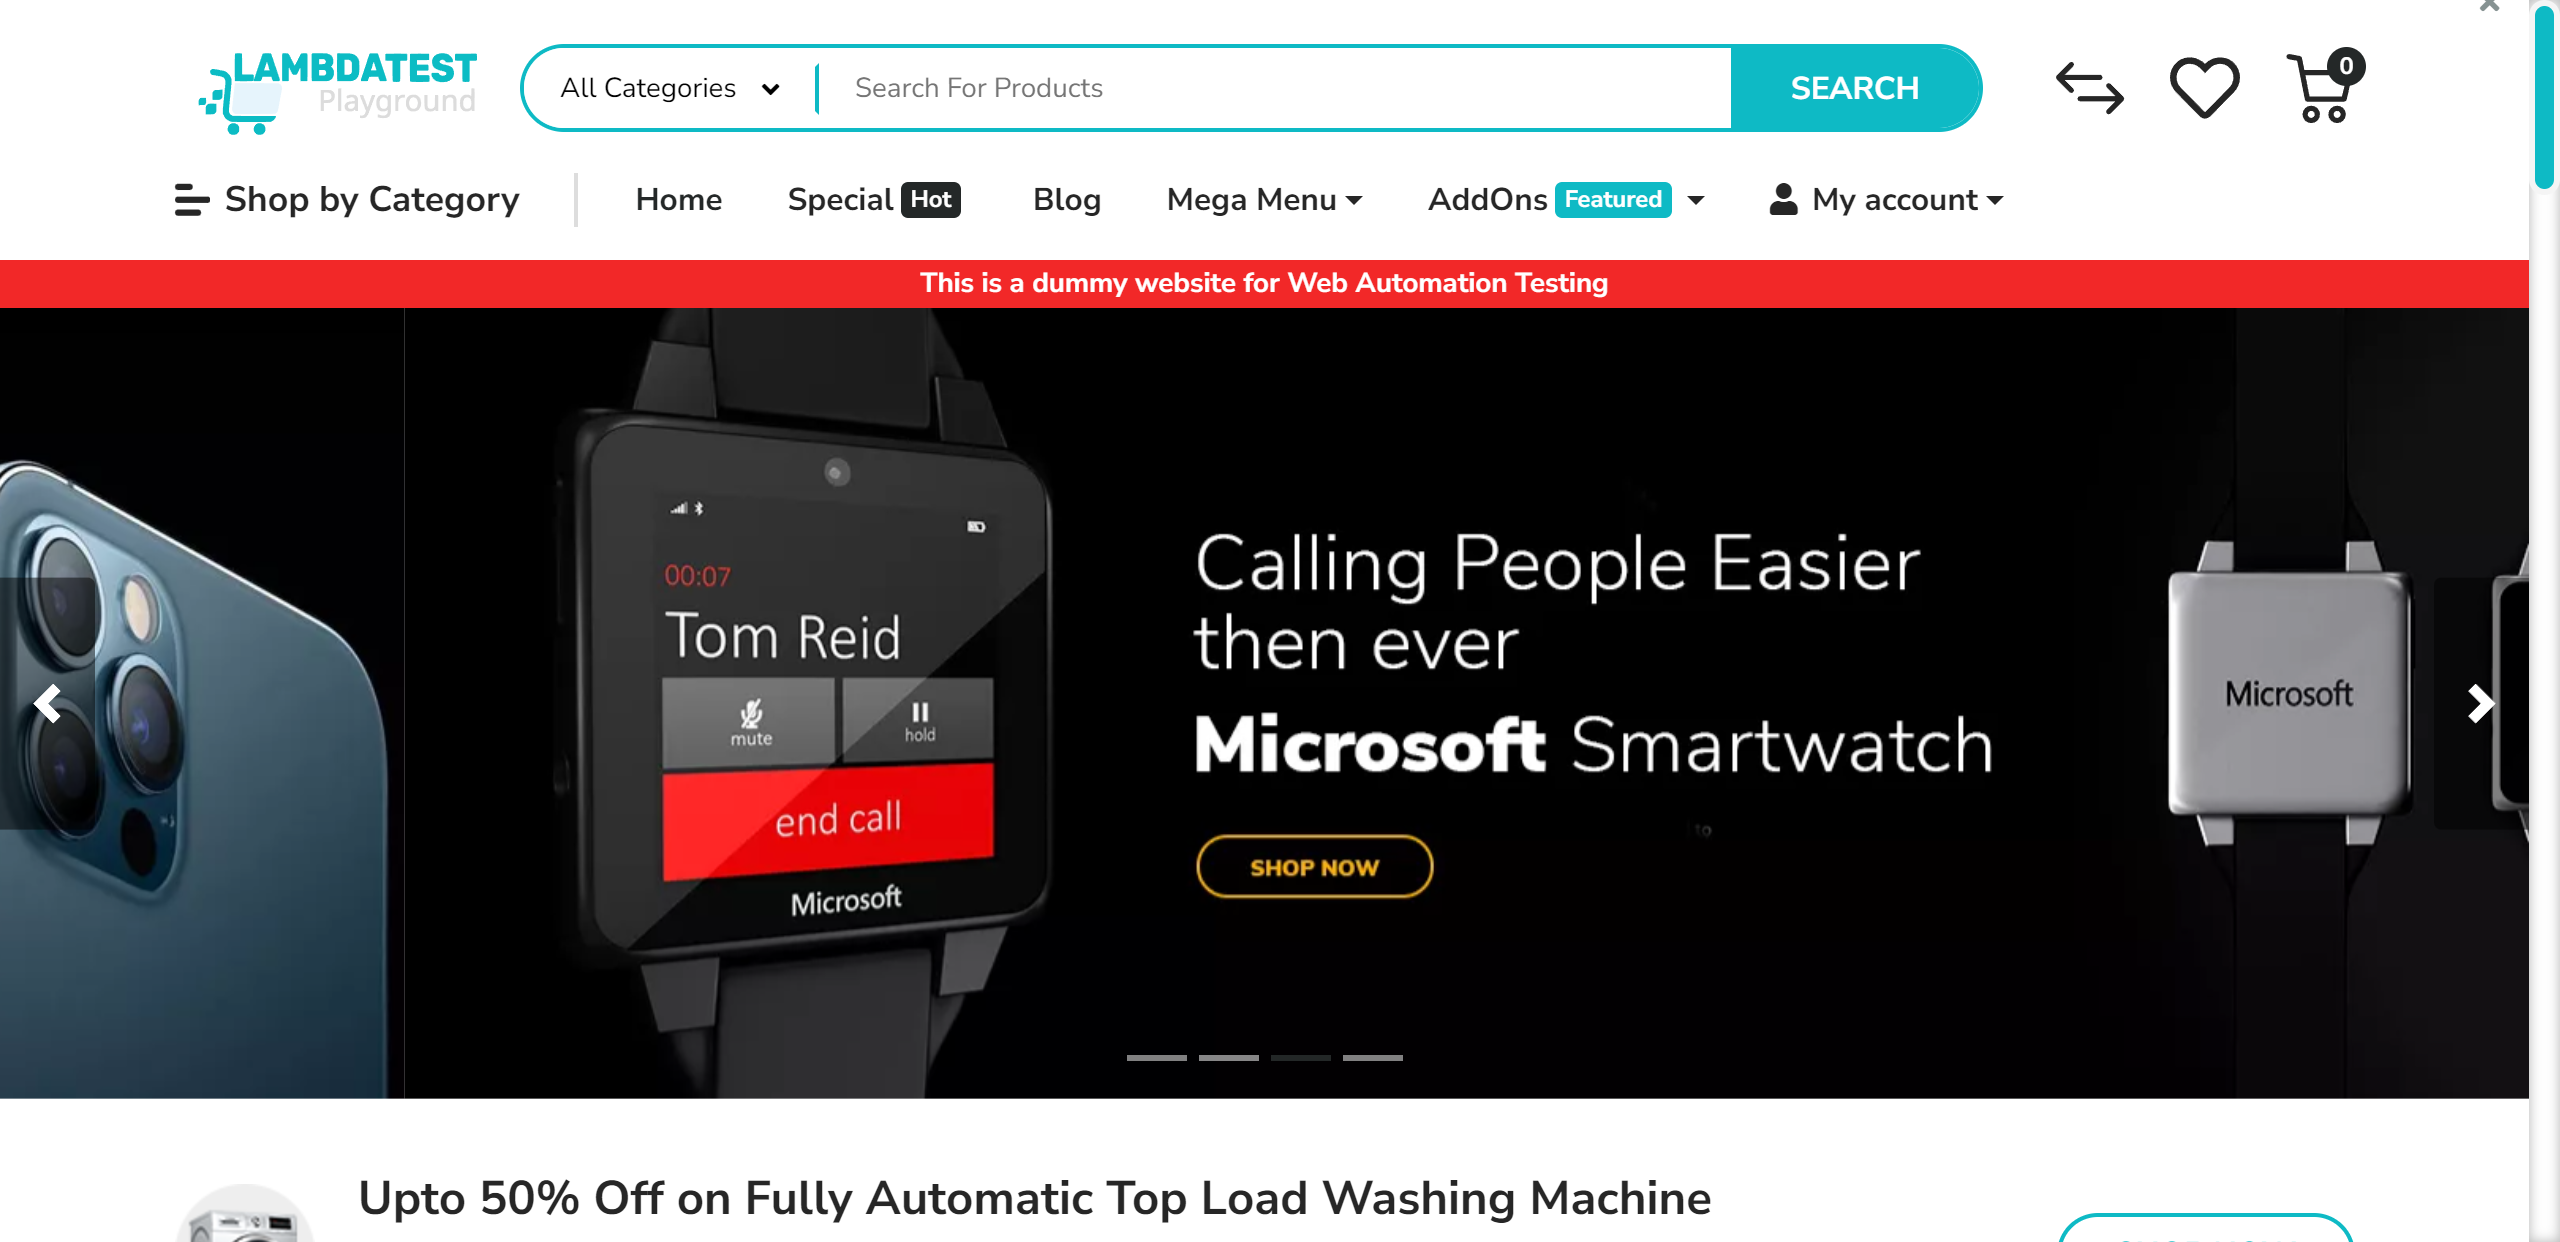 LAMBDATEST
Playground
All Categories
Search For Products
SEARCH
0
Shop by Category
Home
Special Hot
Blog
Mega Menu
AddOns Featured
My account
This is a dummy website for Web Automation Testing
00:07
Tom Reid
mute
hold
end call
Microsoft
Calling People Easier
then ever
Microsoft Smartwatch
SHOP NOW
Microsoft
Upto 50% Off on Fully Automatic Top Load Washing Machine